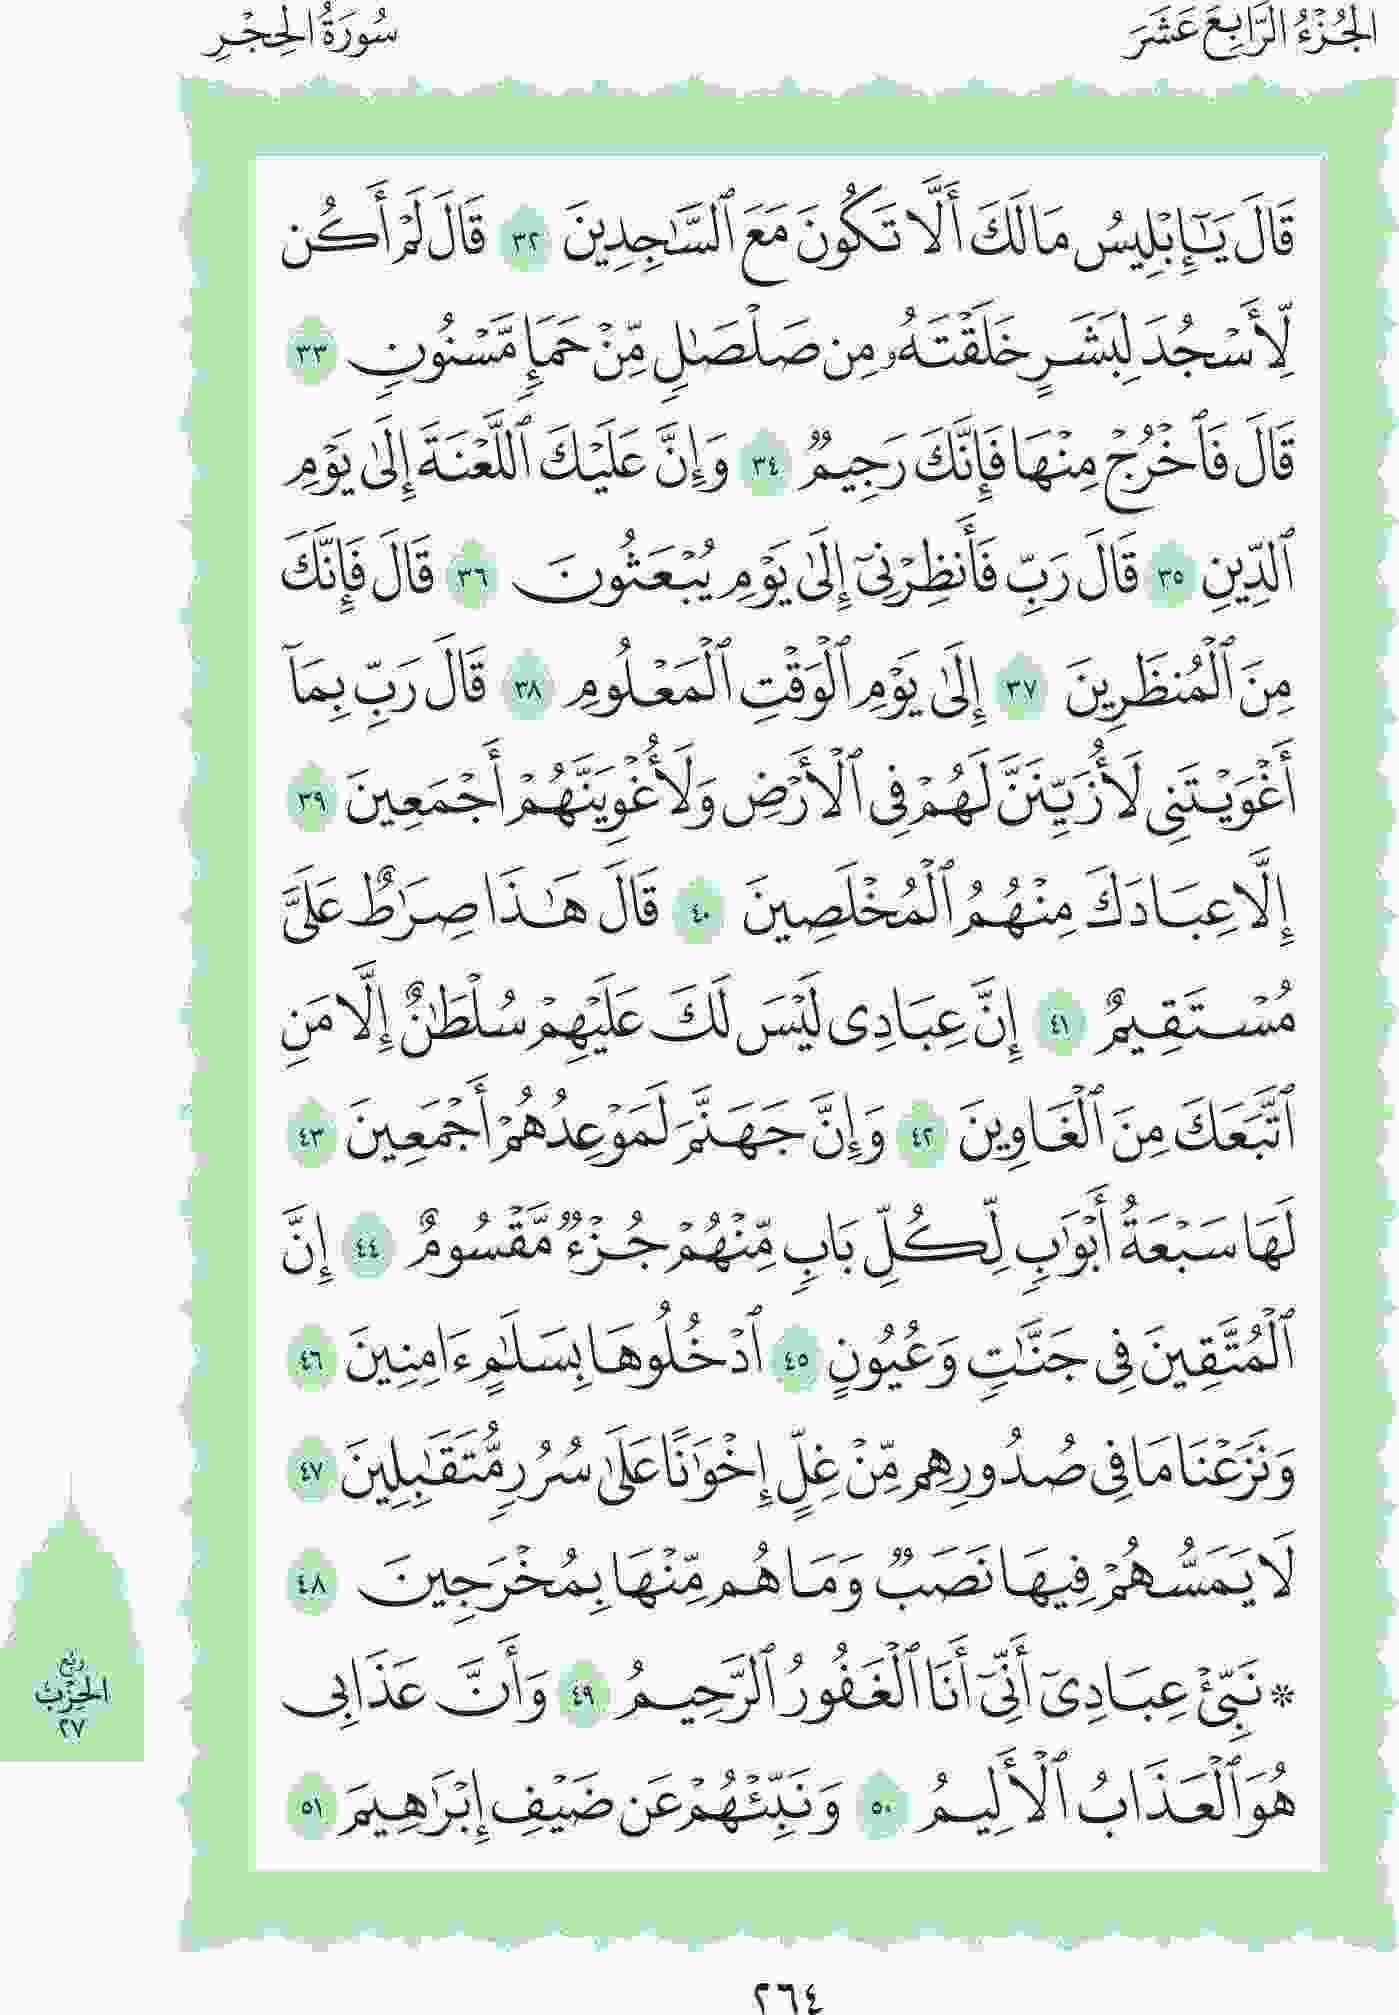 الجُزْءُ الرَّابِعَ عَشَرَ
سُورَةُ الحِجْرِ
قَالَ يَـٰٓإِبْلِيسُ مَا لَكَ أَلَّا تَكُونَ مَعَ ٱلسَّـٰجِدِينَ ٣٢ قَالَ لَمْ أَكُن
لِّأَسْجُدَ لِبَشَرٍ خَلَقْتَهُۥ مِن صَلْصَـٰلٍ مِّنْ حَمَإٍ مَّسْنُونٍ ٣٣
قَالَ فَٱخْرُجْ مِنْهَا فَإِنَّكَ رَجِيمٌ ٣٤ وَإِنَّ عَلَيْكَ ٱللَّعْنَةَ إِلَىٰ يَوْمِ
ٱلدِّينِ ٣٥ قَالَ رَبِّ فَأَنظِرْنِىٓ إِلَىٰ يَوْمِ يُبْعَثُونَ ٣٦ قَالَ فَإِنَّكَ
مِنَ ٱلْمُنظَرِينَ ٣٧ إِلَىٰ يَوْمِ ٱلْوَقْتِ ٱلْمَعْلُومِ ٣٨ قَالَ رَبِّ بِمَآ
أَغْوَيْتَنِى لَأُزَيِّنَنَّ لَهُمْ فِى ٱلْأَرْضِ وَلَأُغْوِيَنَّهُمْ أَجْمَعِينَ ٣٩
إِلَّا عِبَادَكَ مِنْهُمُ ٱلْمُخْلَصِينَ ٤٠ قَالَ هَـٰذَا صِرَٰطٌ عَلَىَّ
مُسْتَقِيمٌ ٤١ إِنَّ عِبَادِى لَيْسَ لَكَ عَلَيْهِمْ سُلْطَـٰنٌ إِلَّا مَنِ
ٱتَّبَعَكَ مِنَ ٱلْغَاوِينَ ٤٢ وَإِنَّ جَهَنَّمَ لَمَوْعِدُهُمْ أَجْمَعِينَ ٤٣
لَهَا سَبْعَةُ أَبْوَٰبٍ لِّكُلِّ بَابٍ مِّنْهُمْ جُزْءٌ مَّقْسُومٌ ٤٤ إِنَّ
ٱلْمُتَّقِينَ فِى جَنَّـٰتٍ وَعُيُونٍ ٤٥ ٱدْخُلُوهَا بِسَلَـٰمٍ ءَامِنِينَ ٤٦
وَنَزَعْنَا مَا فِى صُدُورِهِم مِّنْ غِلٍّ إِخْوَٰنًا عَلَىٰ سُرُرٍ مُّتَقَـٰبِلِينَ ٤٧
لَا يَمَسُّهُمْ فِيهَا نَصَبٌ وَمَا هُم مِّنْهَا بِمُخْرَجِينَ ٤٨
* نَبِّئْ عِبَادِىٓ أَنِّىٓ أَنَا ٱلْغَفُورُ ٱلرَّحِيمُ ٤٩ وَأَنَّ عَذَابِى
هُوَ ٱلْعَذَابُ ٱلْأَلِيمُ ٥٠ وَنَبِّئْهُمْ عَن ضَيْفِ إِبْرَٰهِيمَ ٥١
ربع
الحزب
٢٧
٢٦٤